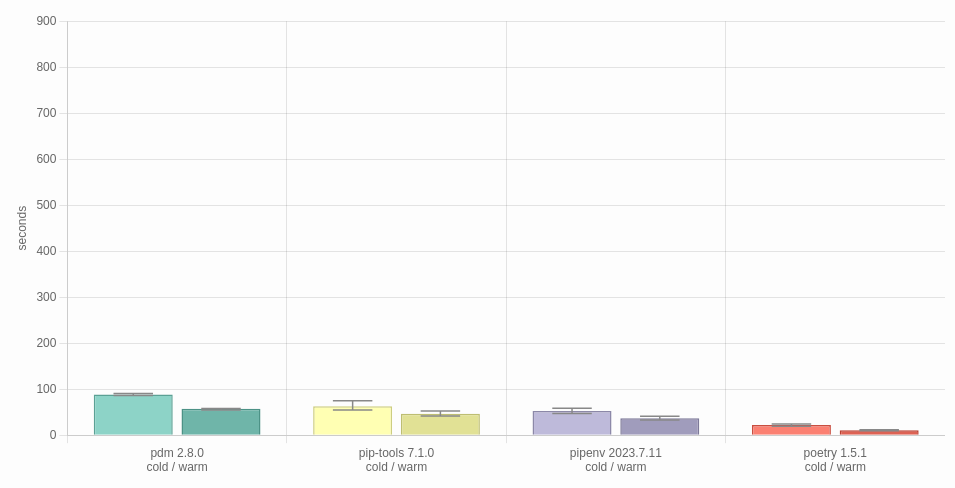 900
800
700
600
500
400
300
200
100
0
seconds
pdm 2.8.0
cold / warm
pip-tools 7.1.0
cold / warm
pipenv 2023.7.11
cold / warm
poetry 1.5.1
cold / warm